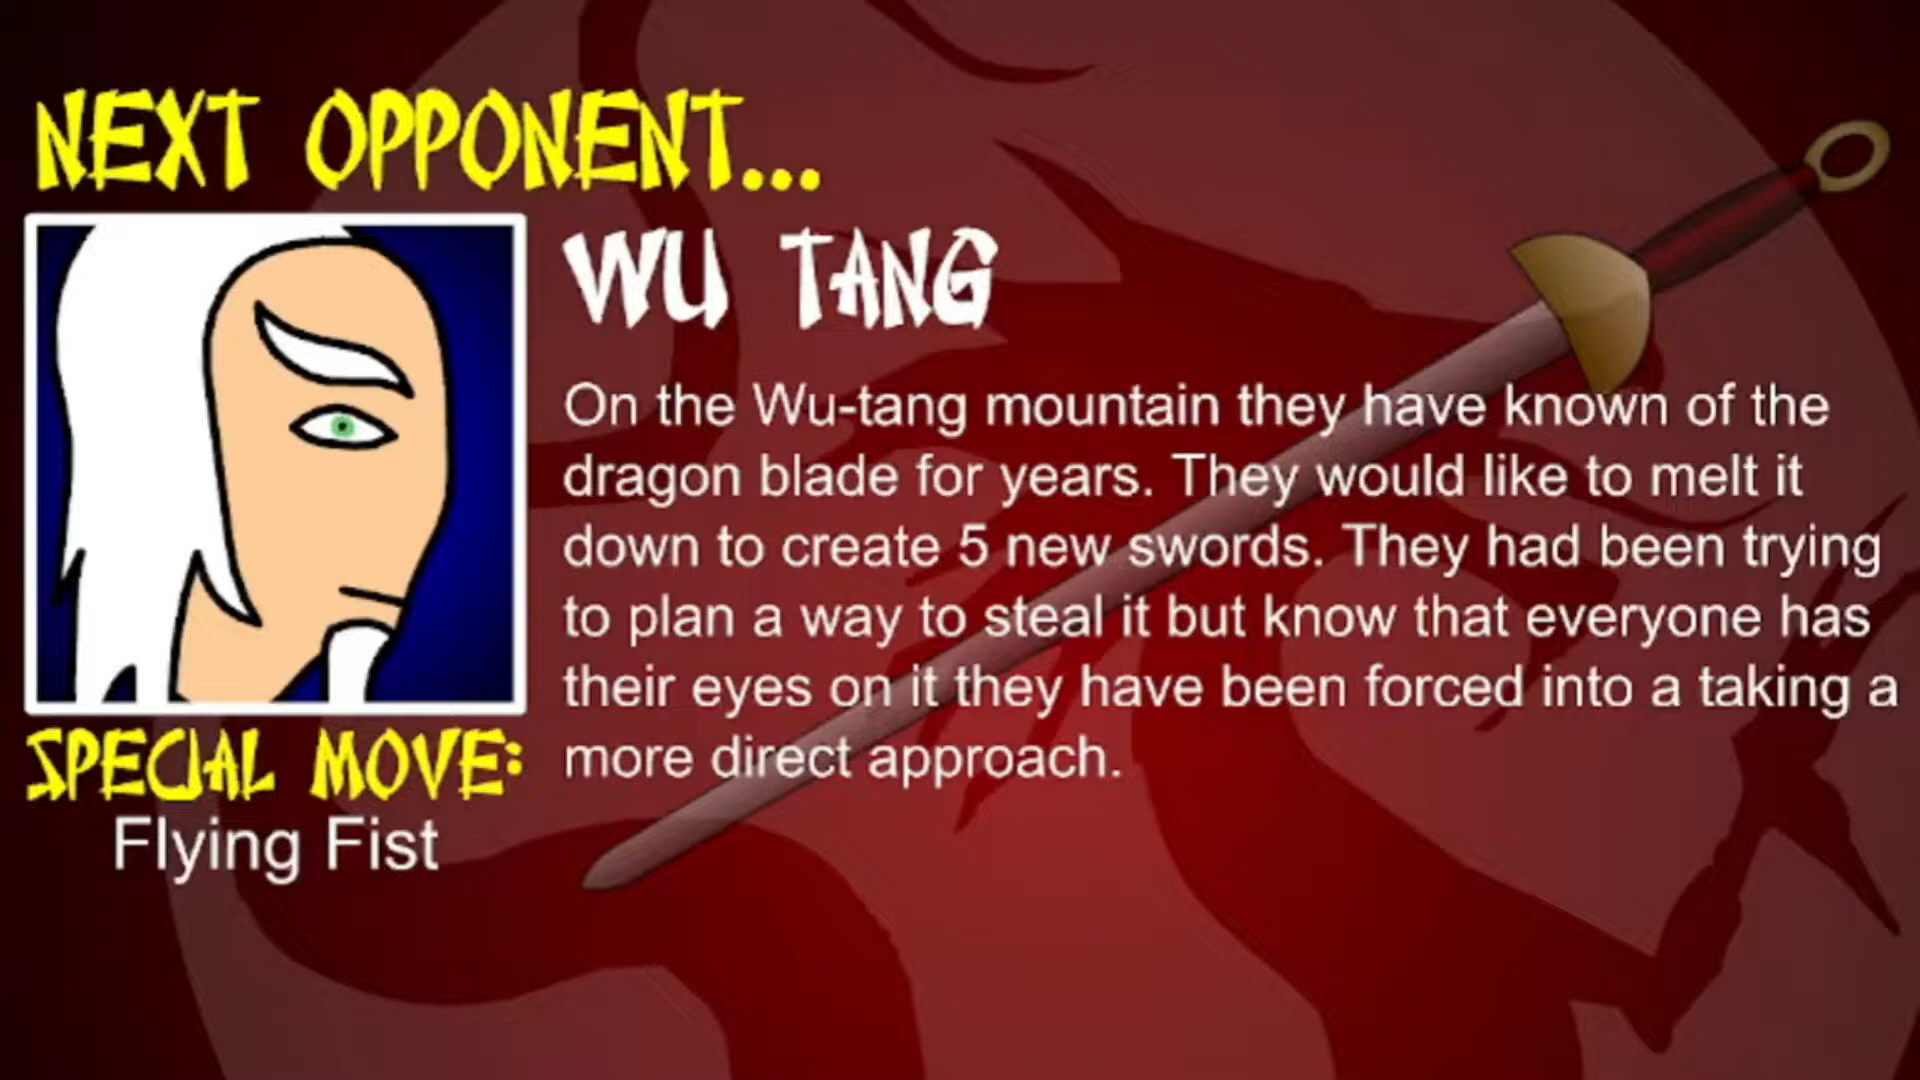 NEXT OPPONENT...
WU TANG
On the Wu-tang mountain they have known of the
dragon blade for years. They would like to melt it
down to create 5 new swords. They had been trying
to plan a way to steal it but know that everyone has
their eyes on it they have been forced into a taking a
more direct approach.
SPECIAL MOVE:
Flying Fist